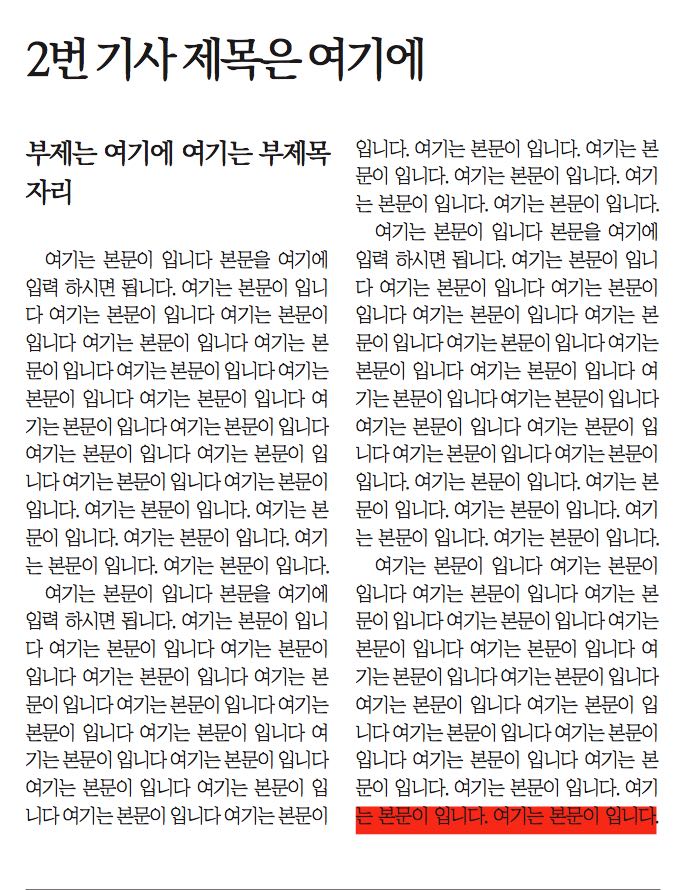 2번 기사 제목은 여기에
부제는 여기에 여기는 부제목
자리
여기는 본문이 입니다 본문을 여기에
입력 하시면 됩니다. 여기는 본문이 입니
다 여기는 본문이 입니다 여기는 본문이
입니다 여기는 본문이 입니다 여기는 본
문이 입니다 여기는 본문이 입니다 여기는
본문이 입니다 여기는 본문이 입니다 여
기는 본문이 입니다 여기는 본문이 입니다
여기는 본문이 입니다 여기는 본문이 입
니다 여기는 본문이 입니다 여기는 본문이
입니다. 여기는 본문이 입니다. 여기는 본
문이 입니다. 여기는 본문이 입니다. 여기
는 본문이 입니다. 여기는 본문이 입니다.
여기는 본문이 입니다 본문을 여기에
입력 하시면 됩니다. 여기는 본문이 입니
다 여기는 본문이 입니다 여기는 본문이
입니다 여기는 본문이 입니다 여기는 본
문이 입니다 여기는 본문이 입니다 여기는
본문이 입니다 여기는 본문이 입니다 여
기는 본문이 입니다 여기는 본문이 입니다
여기는 본문이 입니다 여기는 본문이 입
니다 여기는 본문이 입니다 여기는 본문이
입니다. 여기는 본문이 입니다. 여기는 본
문이 입니다. 여기는 본문이 입니다. 여기
는 본문이 입니다. 여기는 본문이 입니다.
여기는 본문이 입니다 본문을 여기에
입력 하시면 됩니다. 여기는 본문이 입니
다 여기는 본문이 입니다 여기는 본문이
입니다 여기는 본문이 입니다 여기는 본
문이 입니다 여기는 본문이 입니다 여기는
본문이 입니다 여기는 본문이 입니다 여
기는 본문이 입니다 여기는 본문이 입니다
여기는 본문이 입니다 여기는 본문이 입
니다 여기는 본문이 입니다 여기는 본문이
입니다. 여기는 본문이 입니다. 여기는 본
문이 입니다. 여기는 본문이 입니다. 여기
는 본문이 입니다. 여기는 본문이 입니다.
여기는 본문이 입니다 여기는 본문이
입니다 여기는 본문이 입니다 여기는 본
문이 입니다 여기는 본문이 입니다 여기는
본문이 입니다 여기는 본문이 입니다 여
기는 본문이 입니다 여기는 본문이 입니다
여기는 본문이 입니다 여기는 본문이 입
니다 여기는 본문이 입니다 여기는 본문이
입니다 여기는 본문이 입니다 여기는 본
문이 입니다. 여기는 본문이 입니다. 여기
는 본문이 입니다. 여기는 본문이 입니다.